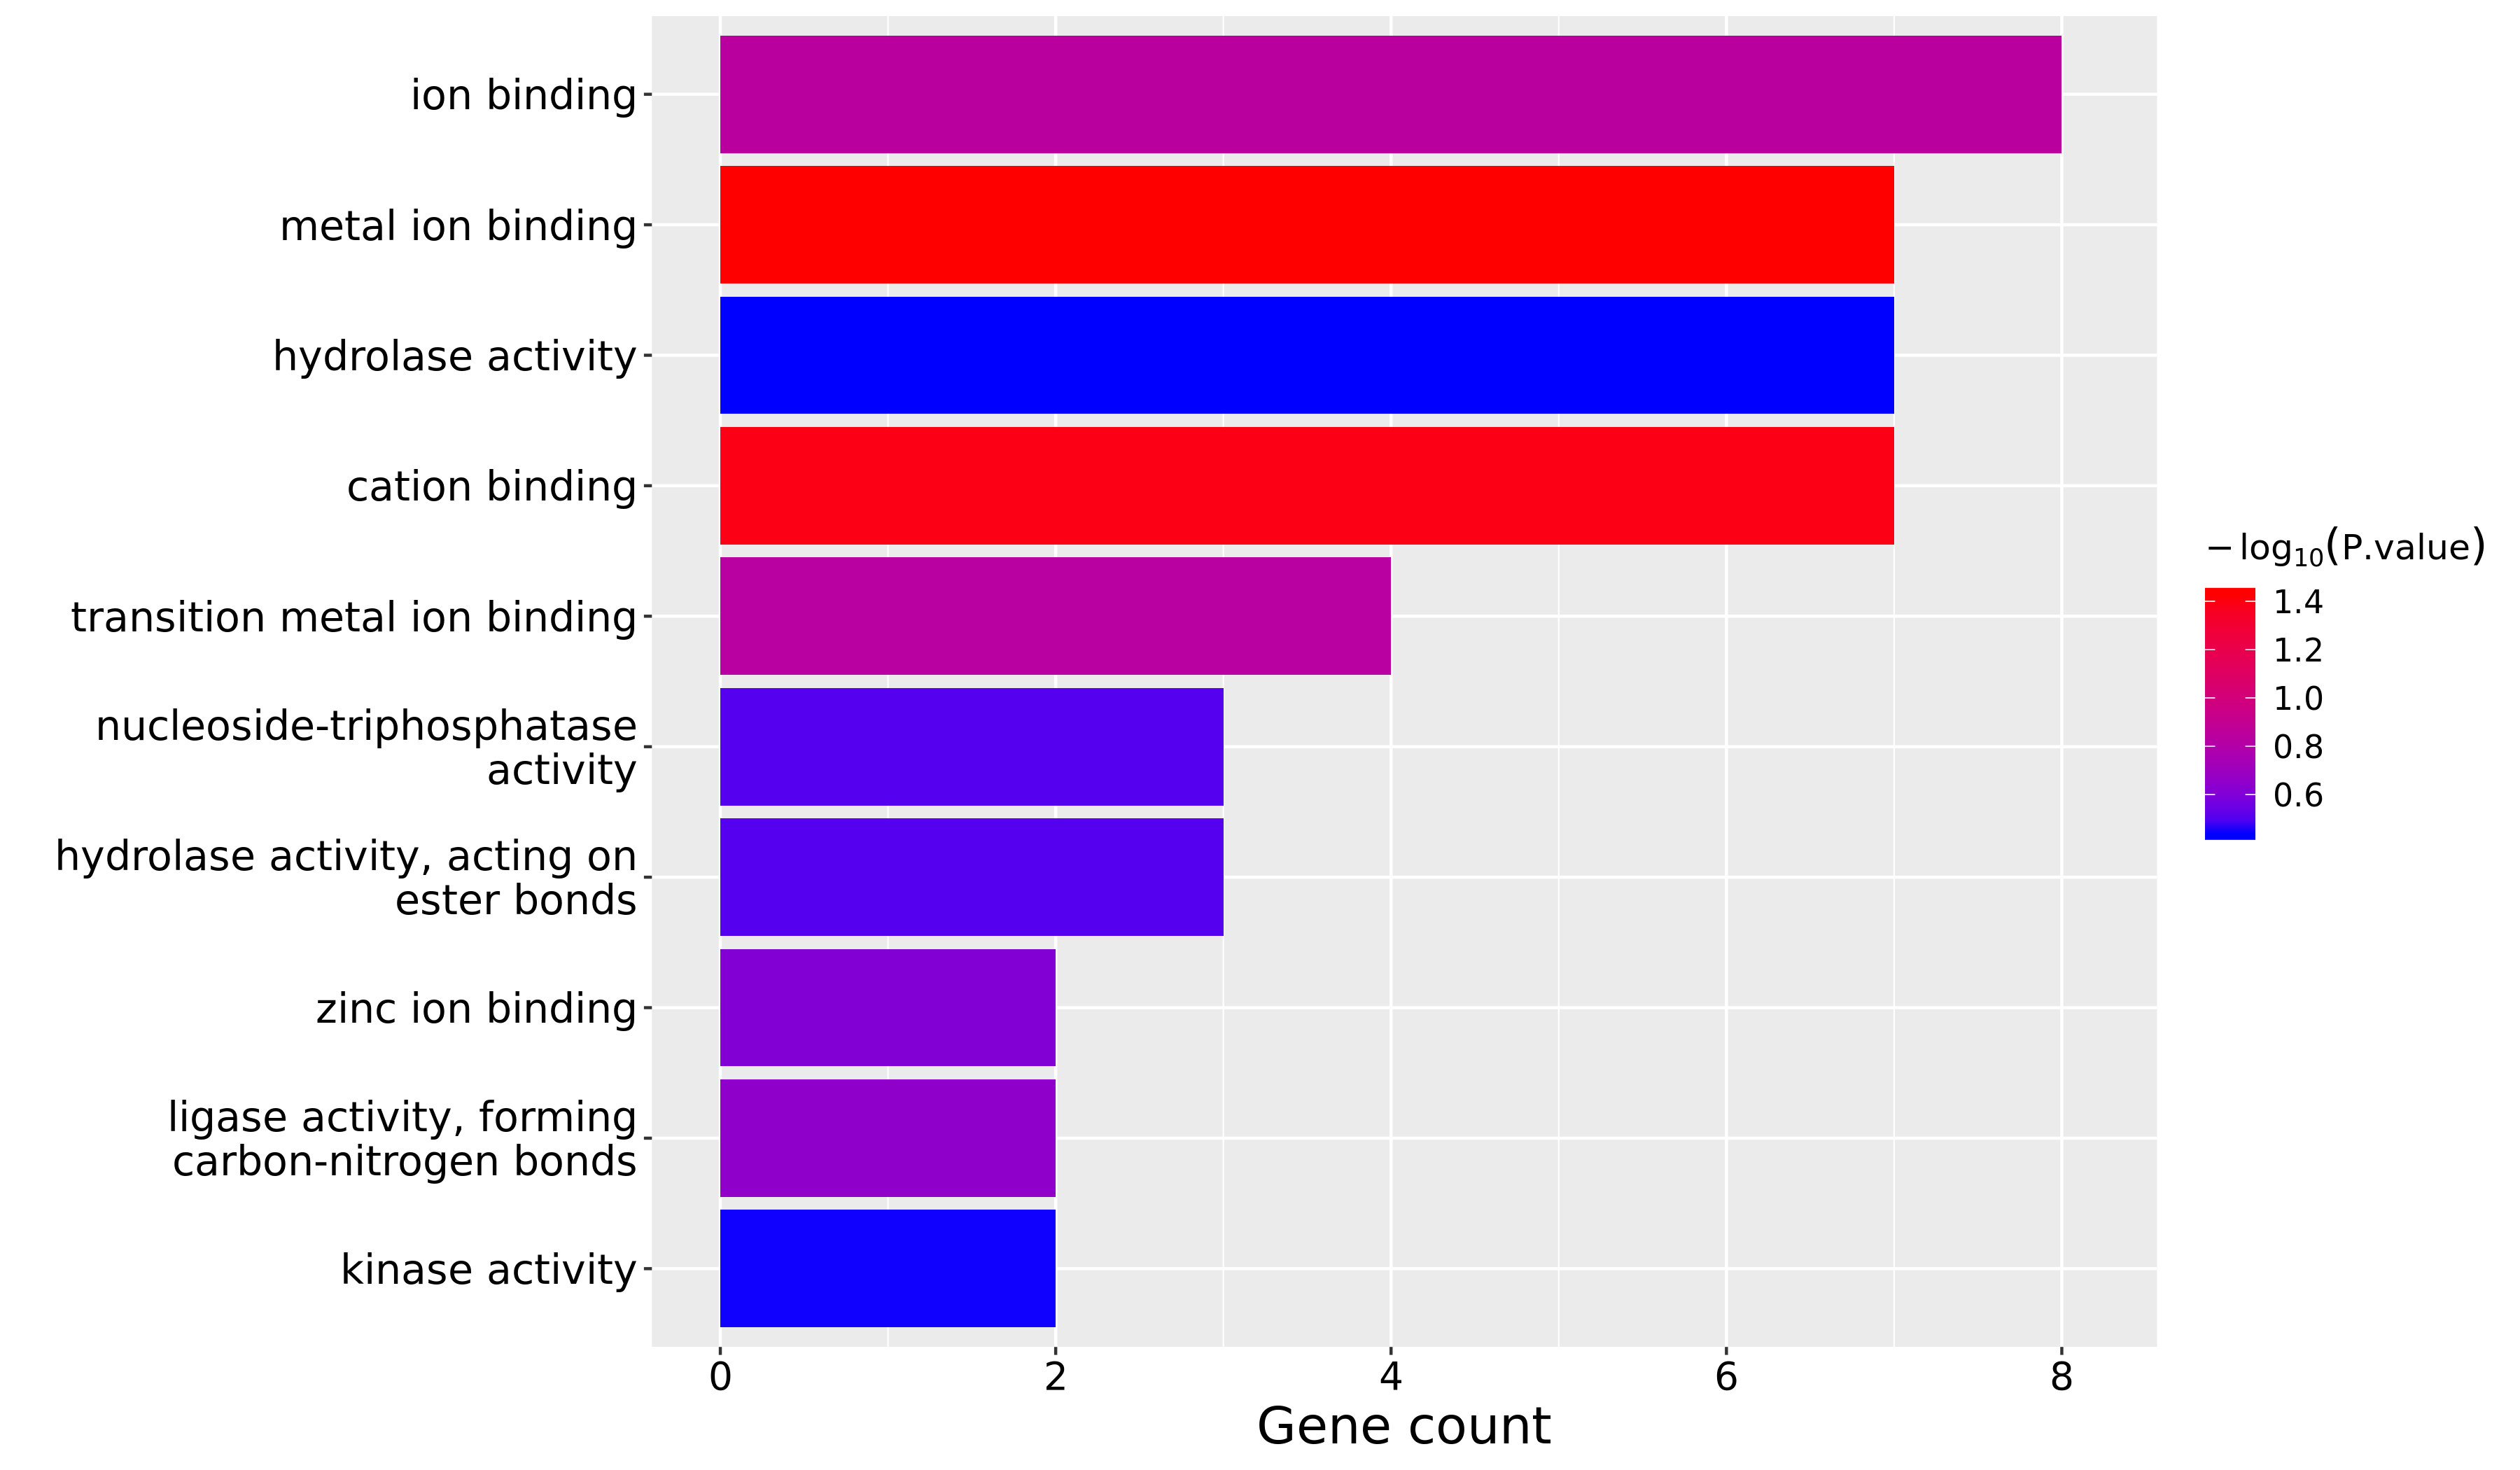 ion binding
metal ion binding
hydrolase activity
cation binding
transition metal ion binding
nucleoside-triphosphatase
activity
hydrolase activity, acting on
ester bonds
zinc ion binding
ligase activity, forming
carbon-nitrogen bonds
kinase activity
0 2 4 6 8
Gene count
−log₁₀(P.value)
1.4
1.2
1.0
0.8
0.6